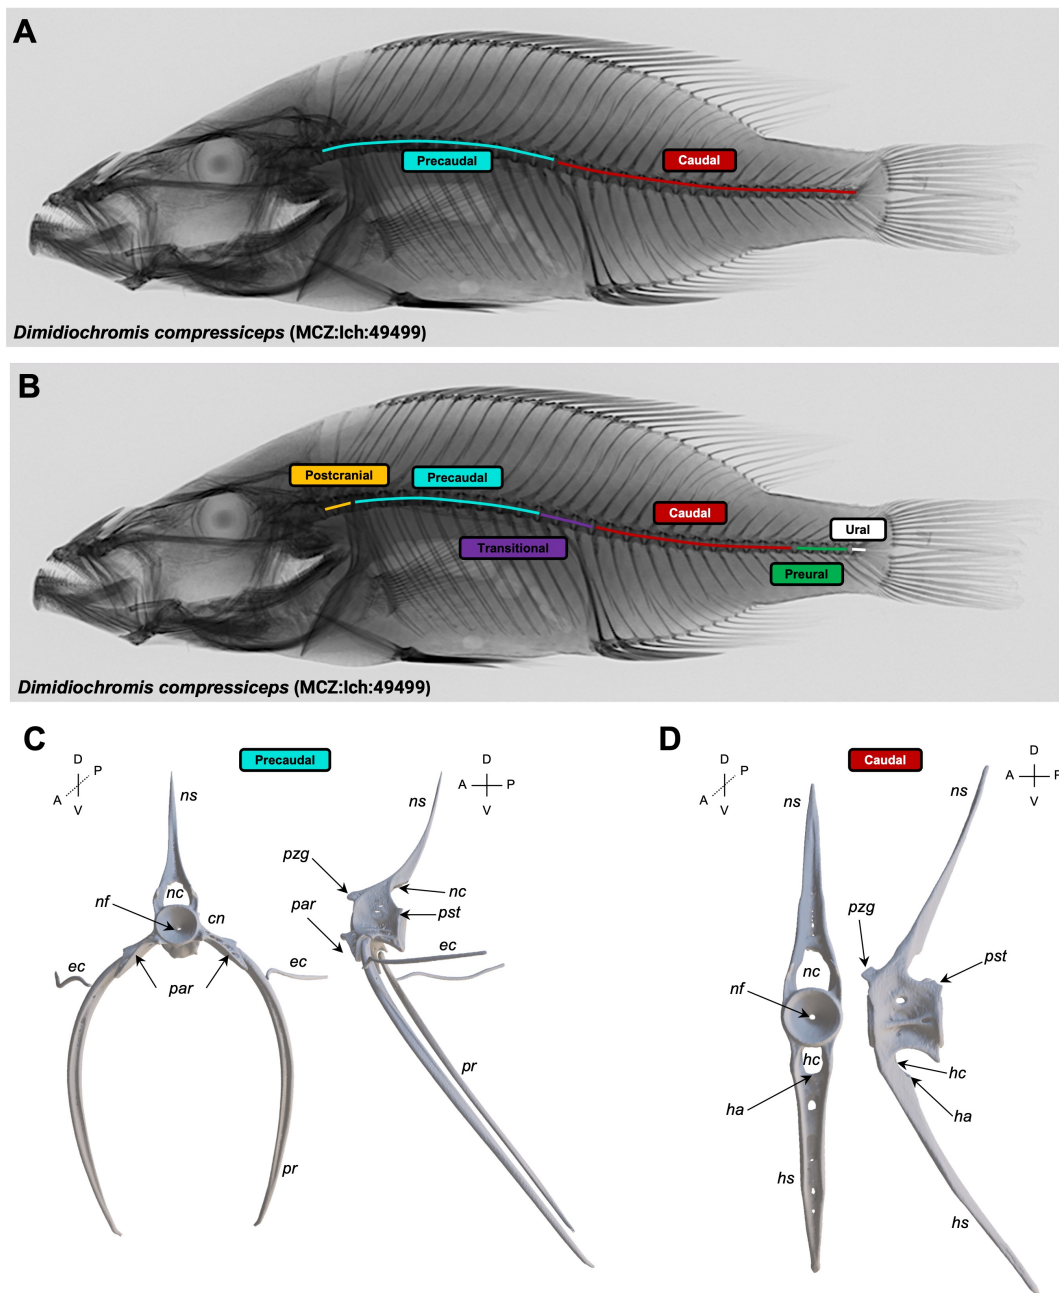 A
Precaudal
Caudal
Dimidiochromis compressiceps (MCZ:Ich:49499)
B
Postcranial
Precaudal
Caudal
Ural
Transitional
Preural
Dimidiochromis compressiceps (MCZ:Ich:49499)
C
Precaudal
D
P
A
V
ns
nc
nf
cn
ec
ec
par
pr
D
A
P
V
ns
pzg
nc
par
pst
ec
pr
D
Caudal
D
P
A
V
ns
nc
nf
hc
ha
hs
D
A
P
V
ns
pzg
pst
hc
ha
hs